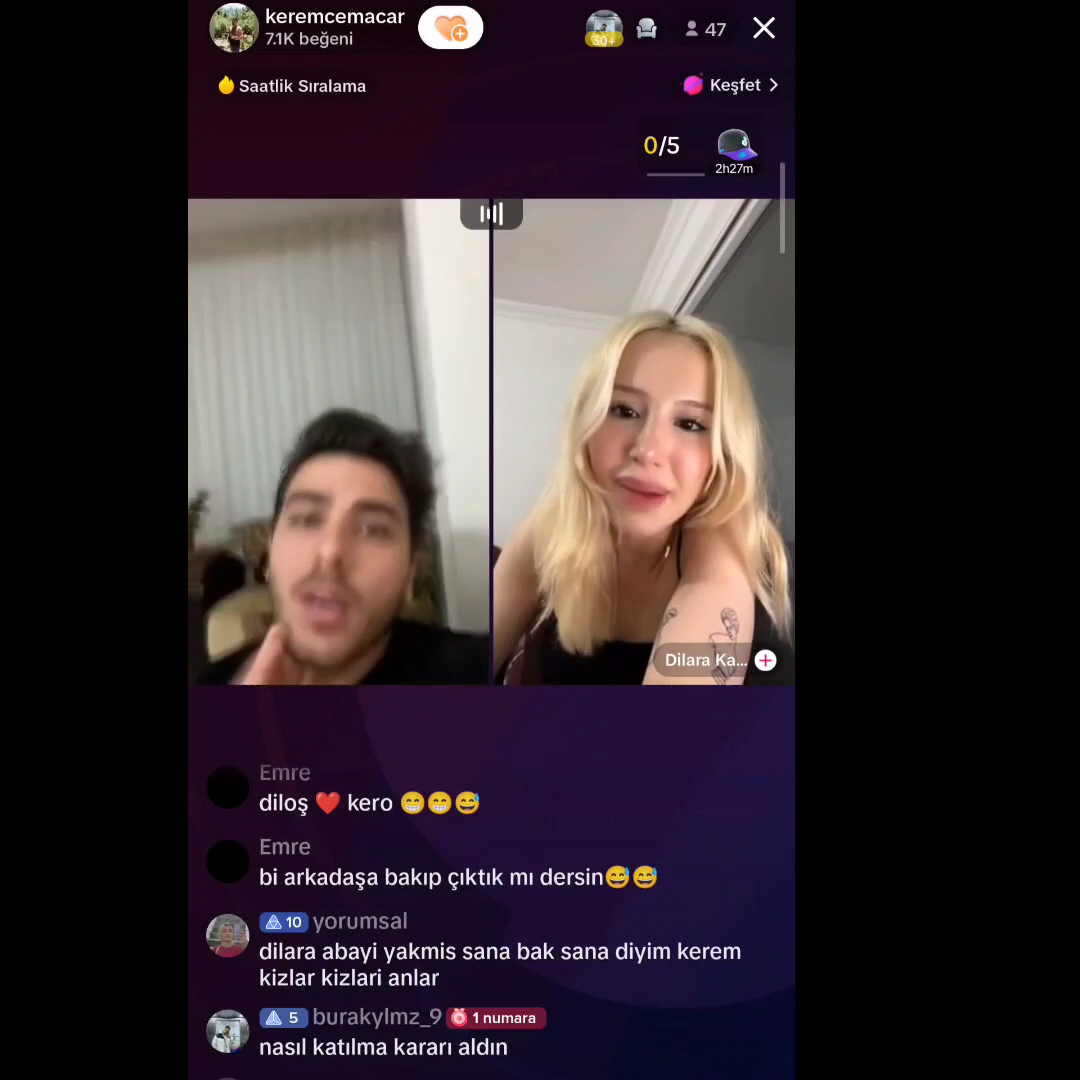 keremcemacar
7.1K beğeni
30+
47
Saatlik Sıralama
Keşfet
0/5
2h27m
Dilara Ka...
Emre
diloş ❤️ kero 😁😁😅
Emre
bi arkadaşa bakıp çıktık mı dersin😅😅
10 yorumsal
dilara abayi yakmis sana bak sana diyim kerem
kizlar kizlari anlar
5 burakylmz_9 1 numara
nasıl katılma kararı aldın